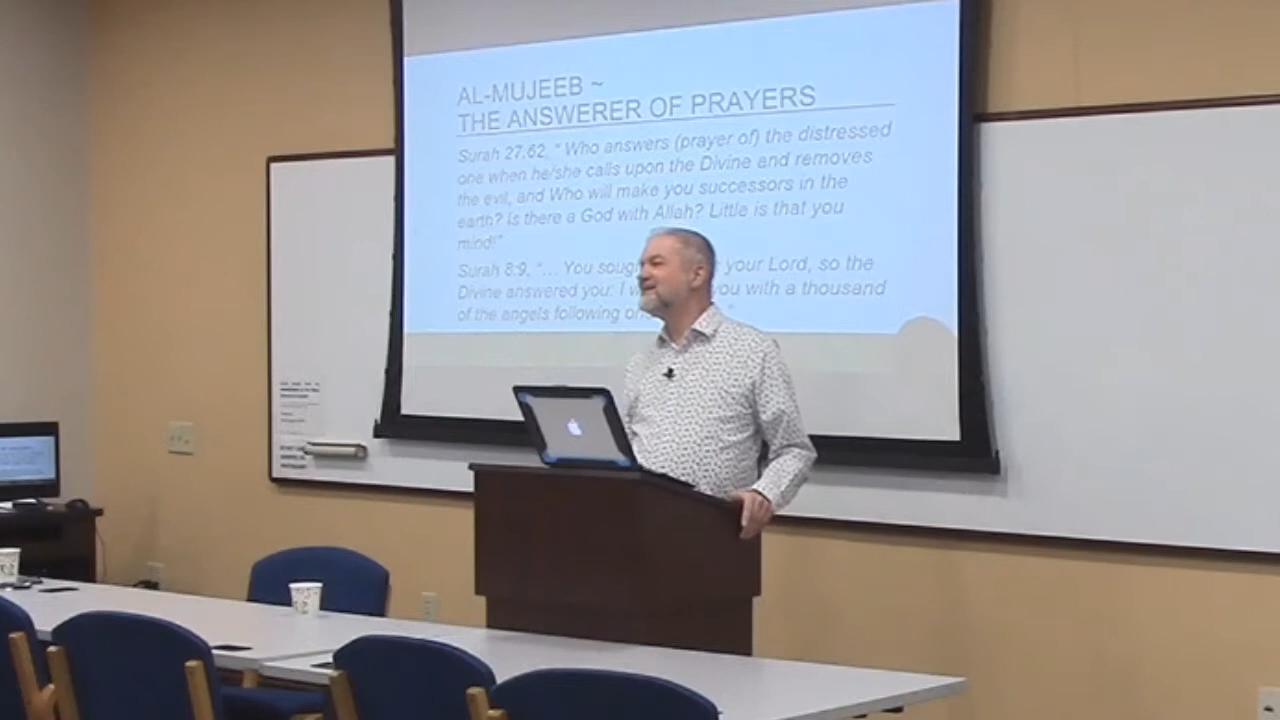 AL-MUJEEB ~
THE ANSWERER OF PRAYERS
Surah 27.62, “ Who answers (prayer of) the distressed
one when he/she calls upon the Divine and removes
the evil, and Who will make you successors in the
earth? Is there a God with Allah? Little is that you
mind!”
Surah 8:9, “... You your Lord, so the
Divine answered you: I you with a thousand
of the angels following